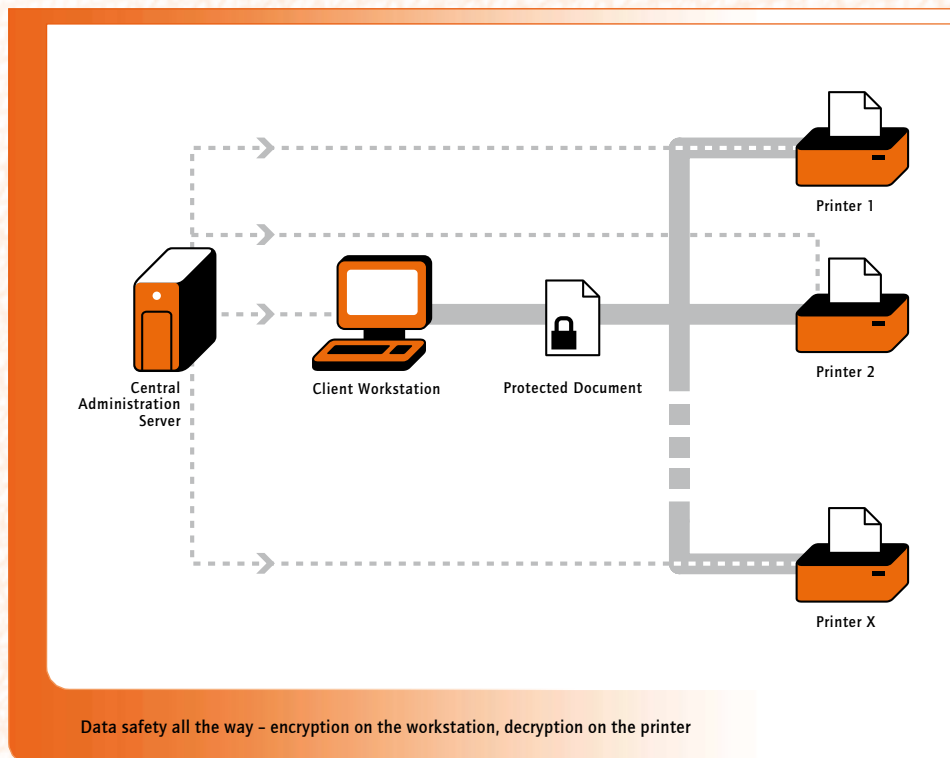 Printer 1
Printer 2
Central
Administration
Server
Client Workstation
Protected Document
Printer X
Data safety all the way – encryption on the workstation, decryption on the printer